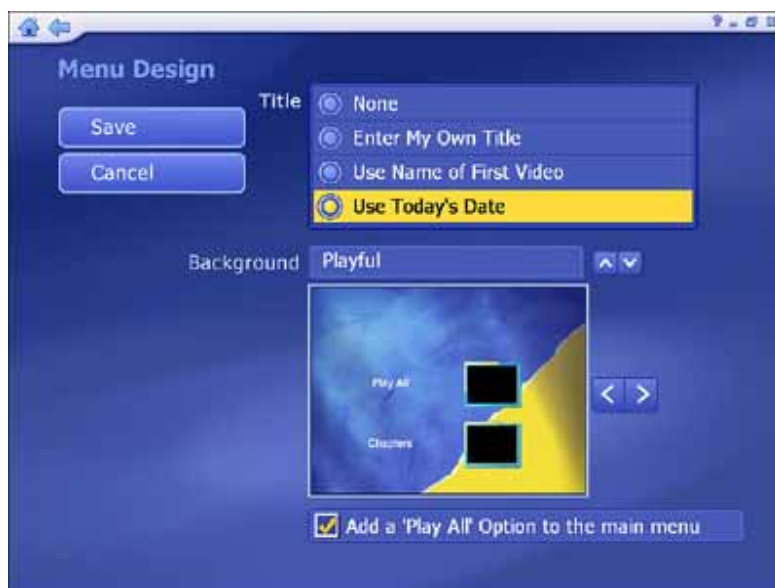 Menu Design
Title
None
Save
Enter My Own Title
Cancel
Use Name of First Video
Use Today's Date
Background
Playful
Play All
Chapters
Add a 'Play All' Option to the main menu